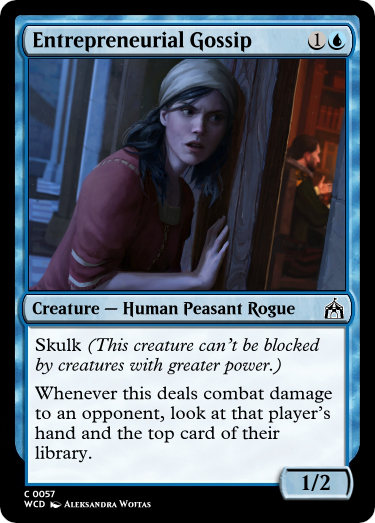 Entrepreneurial Gossip 1
Creature — Human Peasant Rogue
Skulk (This creature can't be blocked
by creatures with greater power.)
Whenever this deals combat damage
to an opponent, look at that player's
hand and the top card of their
library.
1/2
C 0057
WCD Aleksandra Wojtas